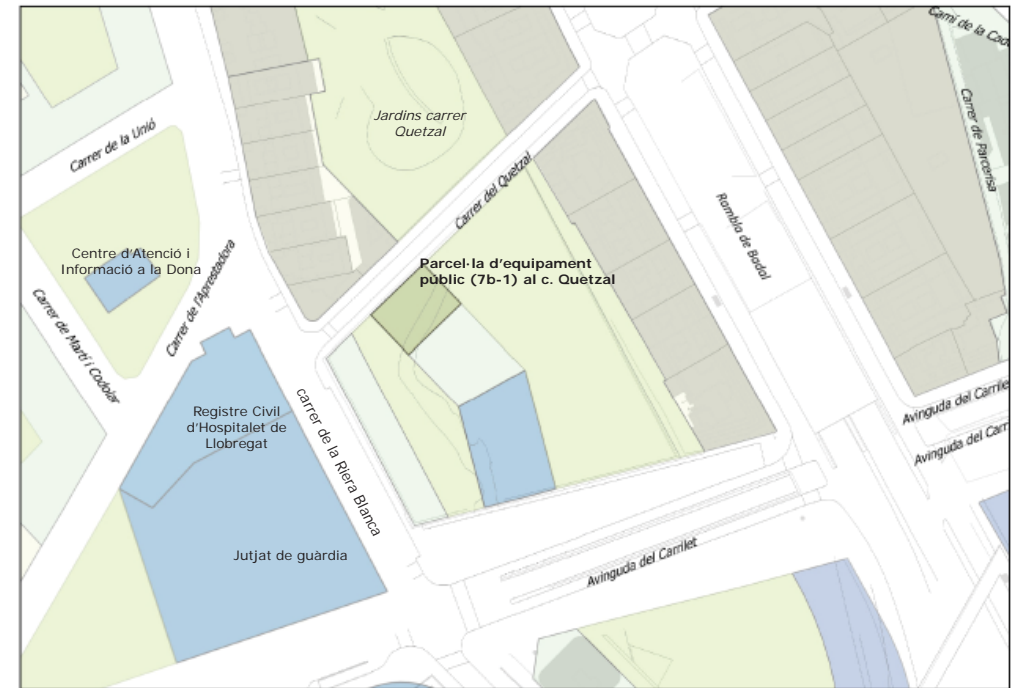 Camí de la Cod
Jardins carrer
Quetzal
Carrer de la Unió
Carrer de Parcerisa
Carrer del Quetzal
Rambla de Badal
Centre d'Atenció i
Informació a la Dona
Carrer de l'Aprestadora
Parcel·la d'equipament
públic (7b-1) al c. Quetzal
Carrer de Martí i Codolar
Registre Civil
d'Hospitalet de
Llobregat
carrer de la Riera Blanca
Avinguda del Carrile
Avinguda del Carr
Jutjat de guàrdia
Avinguda del Carrilet